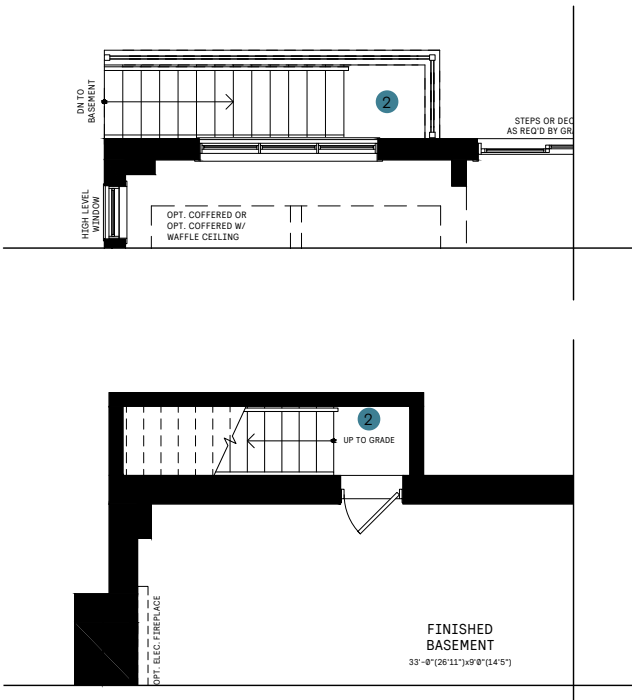 DN TO
BASEMENT
2
STEPS OR DEC
AS REQ'D BY GRA
HIGH LEVEL
WINDOW
OPT. COFFERED OR
OPT. COFFERED W/
WAFFLE CEILING
2
UP TO GRADE
OPT. ELEC. FIREPLACE
FINISHED
BASEMENT
33'-0"(26'11")x9'0"(14'5")